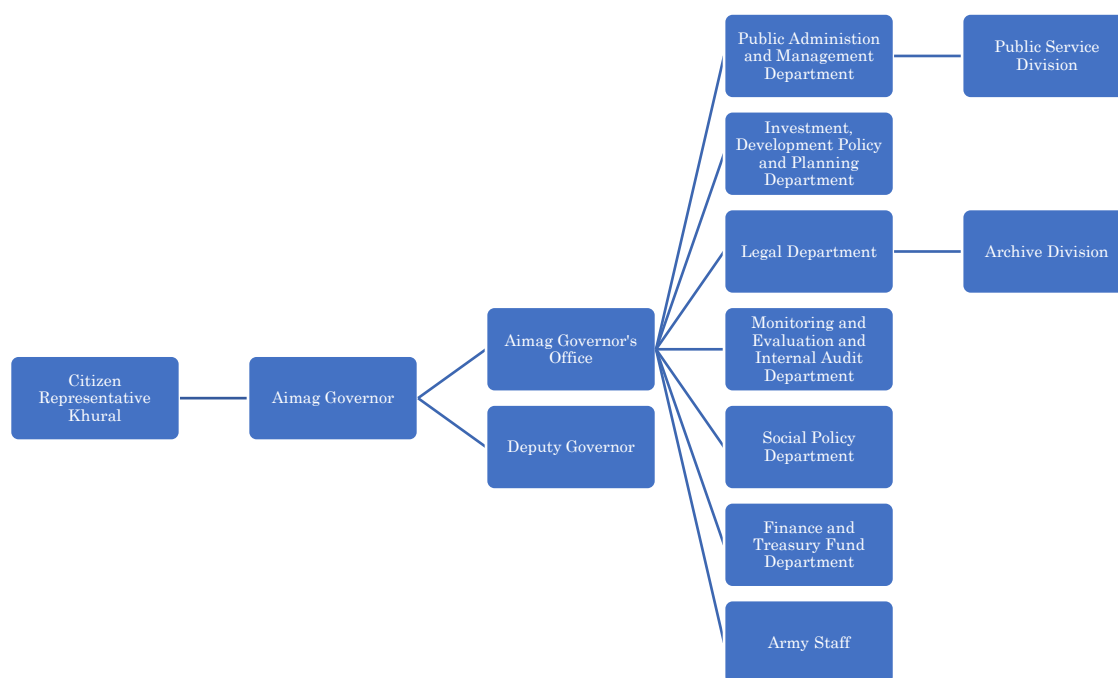 Citizen
Representative
Khural
Aimag Governor
Aimag Governor's
Office
Deputy Governor
Public Administion
and Management
Department
Public Service
Division
Investment,
Development Policy
and Planning
Department
Legal Department
Archive Division
Monitoring and
Evaluation and
Internal Audit
Department
Social Policy
Department
Finance and
Treasury Fund
Department
Army Staff